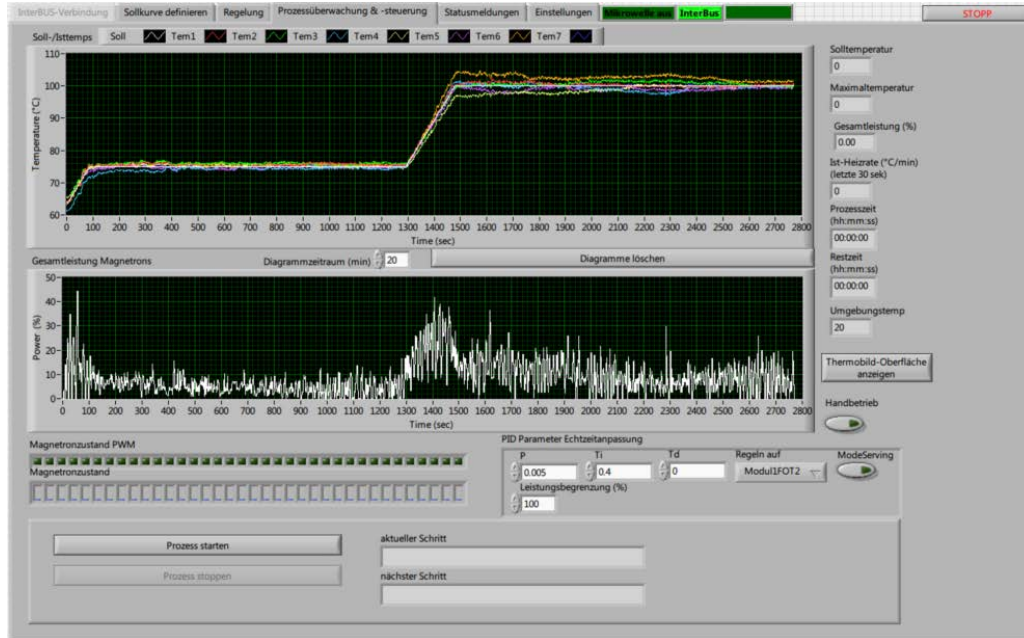 InterBUS-Verbindung Sollkurve definieren Regelung Prozessüberwachung & -steuerung Statusmeldungen Einstellungen Mikrowelle aus InterBus STOPP
Soll-/Isttemps Soll Tem1 Tem2 Tem3 Tem4 Tem5 Tem6 Tem7
110
100
90
80
70
60
Temperature (°C)
0 100 200 300 400 500 600 700 800 900 1000 1100 1200 1300 1400 1500 1600 1700 1800 1900 2000 2100 2200 2300 2400 2500 2600 2700 2800
Time (sec)
Gesamtleistung Magnetrons Diagrammzeitraum (min) 20 Diagramme löschen
50
40
30
20
10
0
Power (%)
0 100 200 300 400 500 600 700 800 900 1000 1100 1200 1300 1400 1500 1600 1700 1800 1900 2000 2100 2200 2300 2400 2500 2600 2700 2800
Time (sec)
Solltemperatur
0
Maximaltemperatur
0
Gesamtleistung (%)
0.00
Ist-Heizrate (°C/min)
(letzte 30 sek)
0
Prozesszeit
(hh:mm:ss)
00:00:00
Restzeit
(hh:mm:ss)
00:00:00
Umgebungstemp
20
Thermobild-Oberfläche
anzeigen
Handbetrieb
Magnetronzustand PWM
Magnetronzustand
PID Parameter Echtzeitanpassung
P Ti Td Regeln auf ModeServing
0.005 0.4 0 Modul1FOT2
Leistungsbegrenzung (%)
100
Prozess starten
Prozess stoppen
aktueller Schritt
nächster Schritt